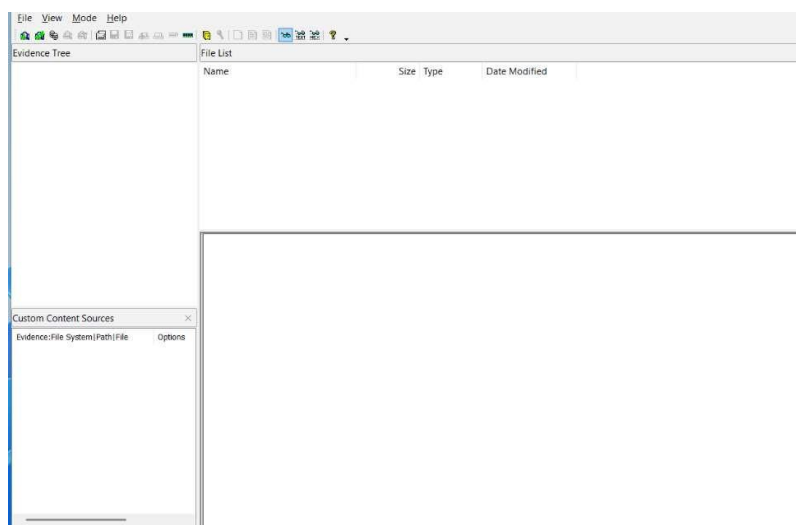 File View Mode Help
Evidence Tree
File List
Name Size Type Date Modified
Custom Content Sources
Evidence:File System|Path|File Options